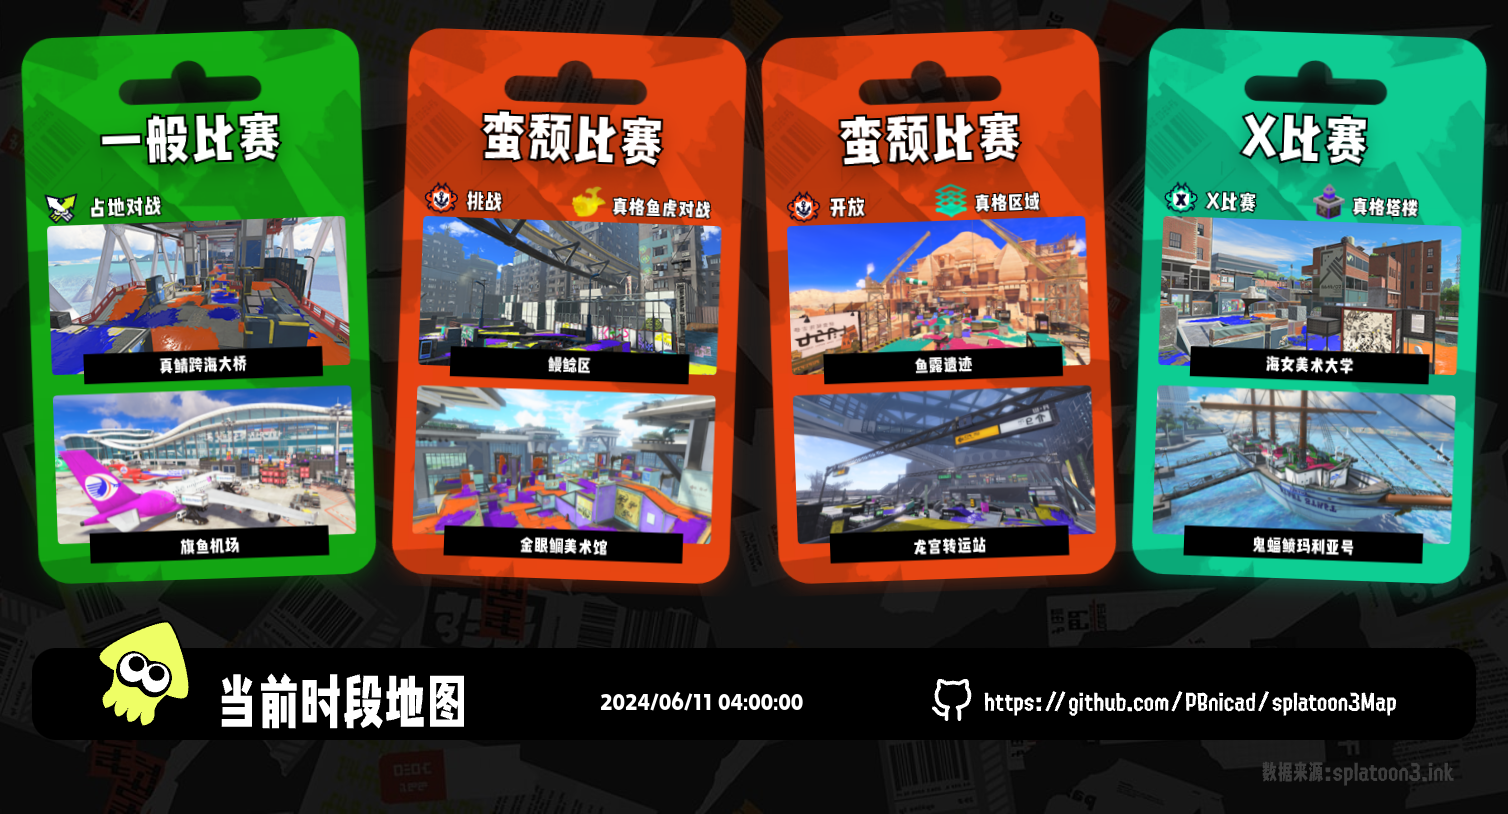 一般比赛
占地对战
真鲭跨海大桥
旗鱼机场
蛮颓比赛
挑战
真格鱼虎对战
鳗鲶区
金眼鲷美术馆
蛮颓比赛
开放
真格区域
鱼露遗迹
龙宫转运站
X比赛
X比赛
真格塔楼
海女美术大学
鬼蝠鲼玛利亚号
当前时段地图
2024/06/11 04:00:00
https://github.com/PBnicad/splatoon3Map
数据来源:splatoon3.ink